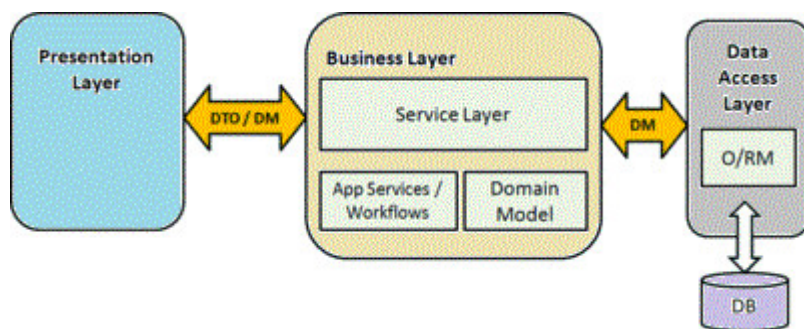 Presentation
Layer
DTO / DM
Business Layer
Service Layer
App Services /
Workflows
Domain
Model
DM
Data
Access
Layer
O/RM
DB